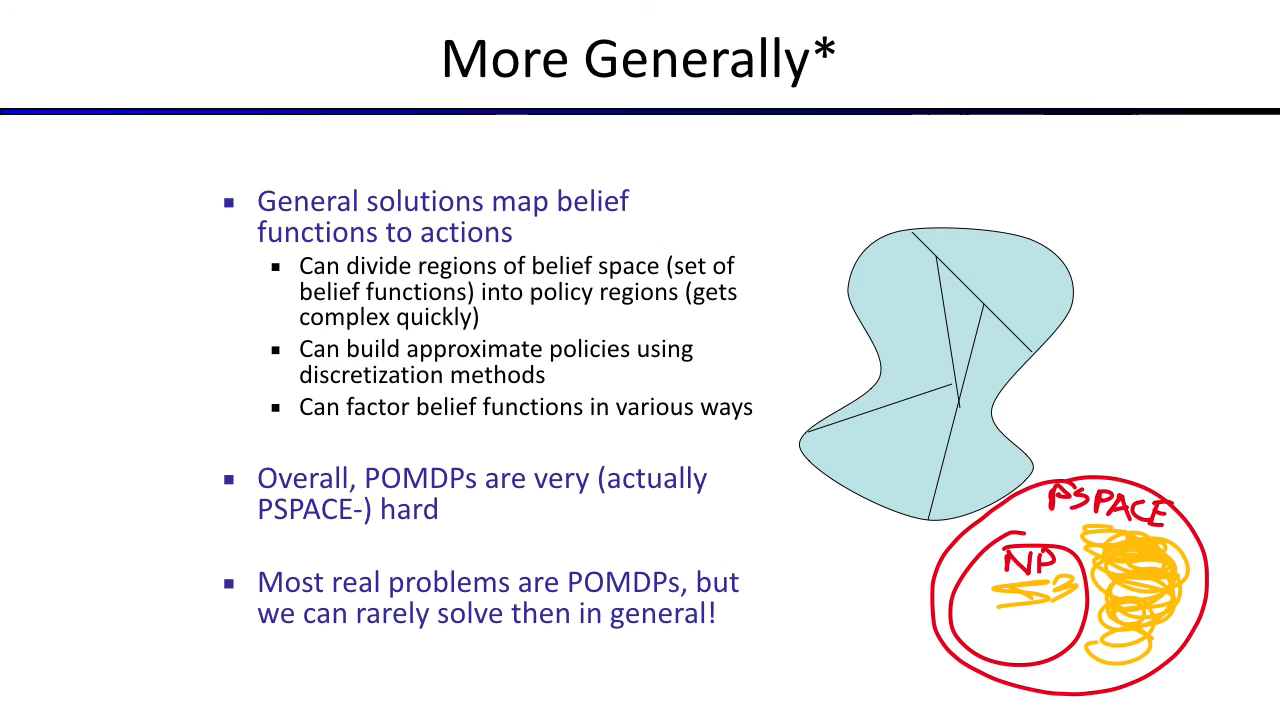 More Generally*
General solutions map belief
functions to actions
Can divide regions of belief space (set of
belief functions) into policy regions (gets
complex quickly)
Can build approximate policies using
discretization methods
Can factor belief functions in various ways
Overall, POMDPs are very (actually
PSPACE-) hard
Most real problems are POMDPs, but
we can rarely solve then in general!
PSPACE
NP